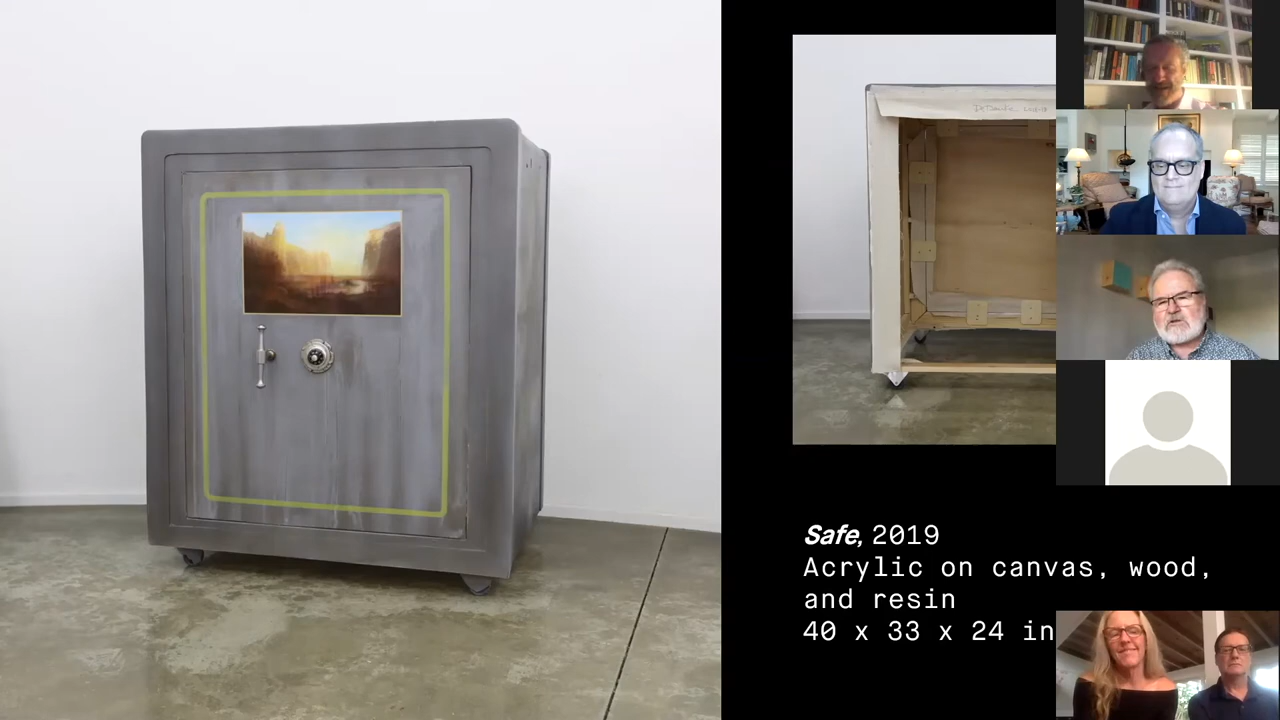 Safe, 2019
Acrylic on canvas, wood,
and resin
40 x 33 x 24 in